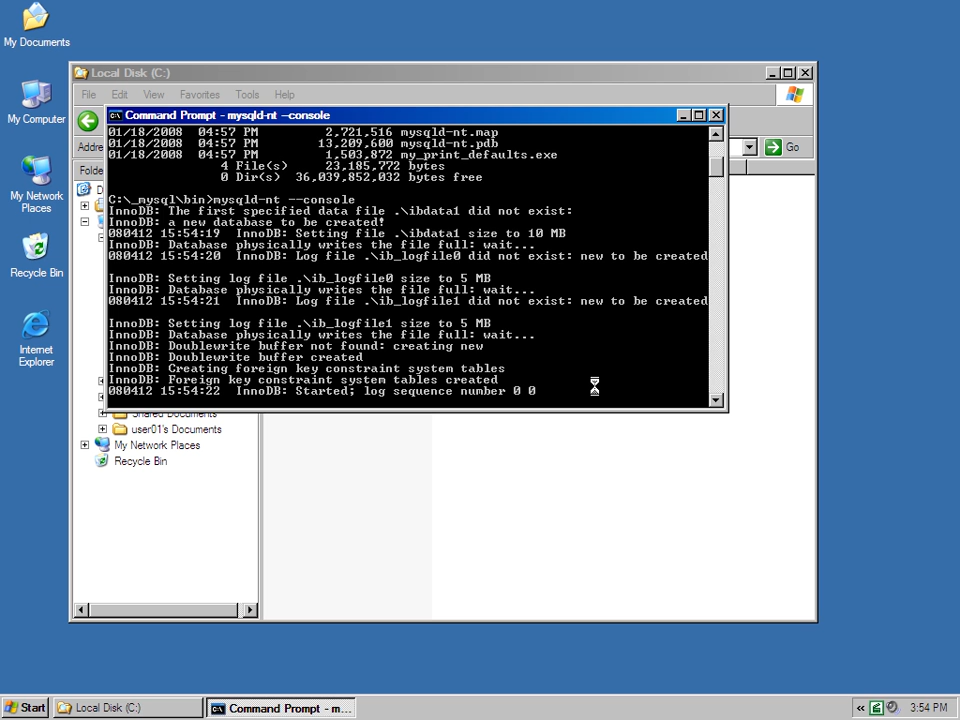 My Documents
My Computer
My Network
Places
Recycle Bin
Internet
Explorer
Local Disk (C:)
File Edit View Favorites Tools Help
Addre
Go
Folde
D
Command Prompt - mysqld-nt --console
01/18/2008 04:57 PM 2,721,516 mysqld-nt.map
01/18/2008 04:57 PM 13,209,600 mysqld-nt.pdb
01/18/2008 04:57 PM 1,503,872 my_print_defaults.exe
4 File(s) 23,185,772 bytes
0 Dir(s) 36,039,852,032 bytes free
C:\_mysql\bin>mysqld-nt --console
InnoDB: The first specified data file .\ibdata1 did not exist:
InnoDB: a new database to be created!
080412 15:54:19 InnoDB: Setting file .\ibdata1 size to 10 MB
InnoDB: Database physically writes the file full: wait...
080412 15:54:20 InnoDB: Log file .\ib_logfile0 did not exist: new to be created
InnoDB: Setting log file .\ib_logfile0 size to 5 MB
InnoDB: Database physically writes the file full: wait...
080412 15:54:21 InnoDB: Log file .\ib_logfile1 did not exist: new to be created
InnoDB: Setting log file .\ib_logfile1 size to 5 MB
InnoDB: Database physically writes the file full: wait...
InnoDB: Doublewrite buffer not found: creating new
InnoDB: Doublewrite buffer created
InnoDB: Creating foreign key constraint system tables
InnoDB: Foreign key constraint system tables created
080412 15:54:22 InnoDB: Started; log sequence number 0 0
Shared Documents
user01's Documents
My Network Places
Recycle Bin
Start
Local Disk (C:)
Command Prompt - m...
3:54 PM